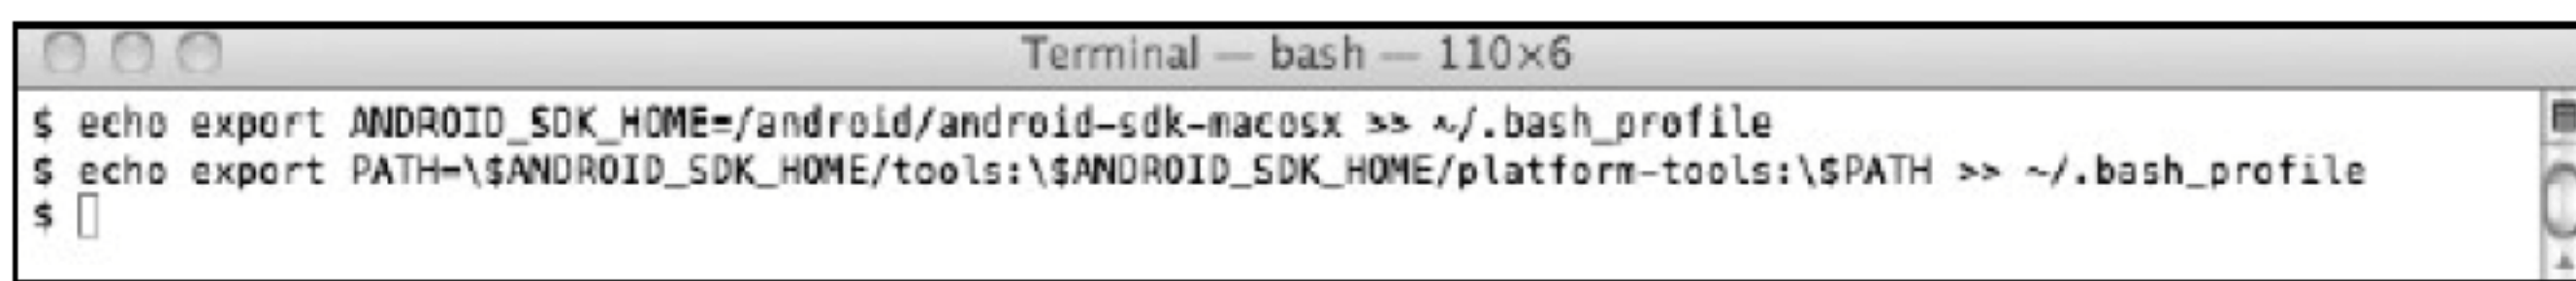 Terminal — bash — 110×6
$ echo export ANDROID_SDK_HOME=/android/android-sdk-macosx >> ~/.bash_profile
$ echo export PATH=\$ANDROID_SDK_HOME/tools:\$ANDROID_SDK_HOME/platform-tools:\$PATH >> ~/.bash_profile
$